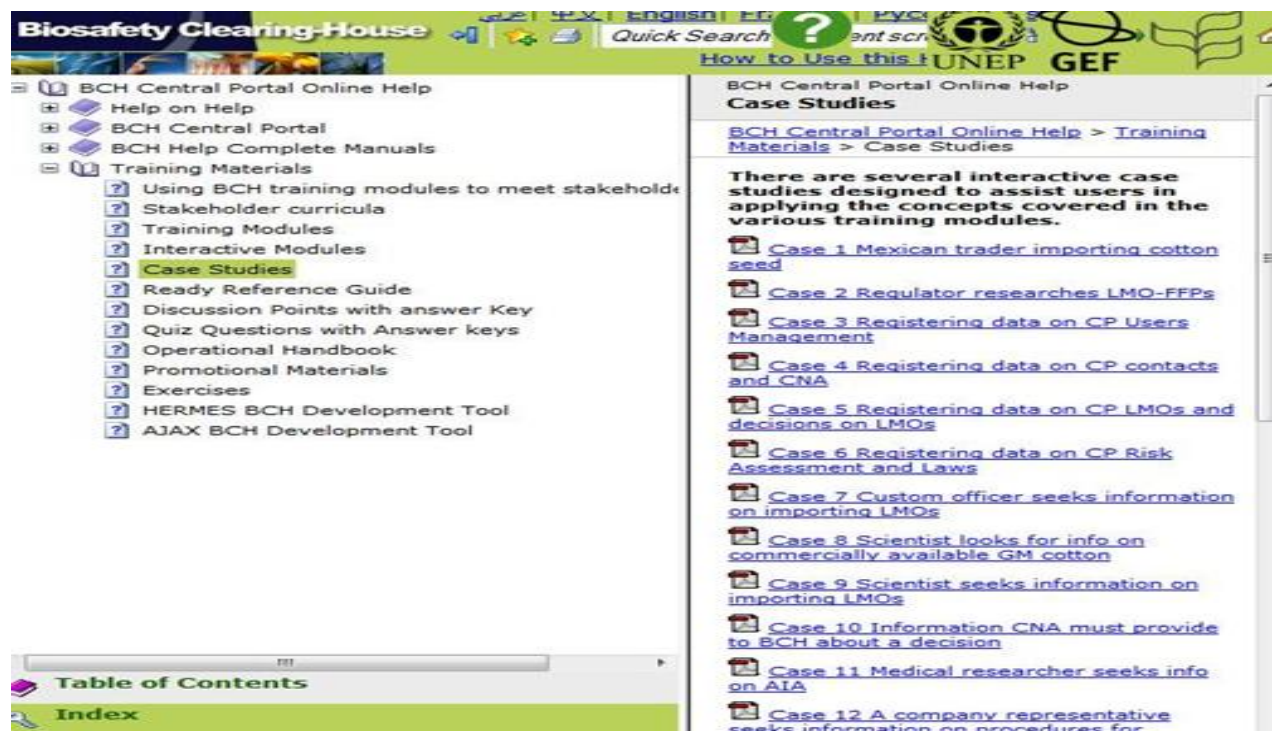 عربي | 中文 | English
Biosafety Clearing-House
Quick Search
?
How to Use this
UNEP
GEF
BCH Central Portal Online Help
Help on Help
BCH Central Portal
BCH Help Complete Manuals
Training Materials
Using BCH training modules to meet
Stakeholder curricula
Training Modules
Interactive Modules
Case Studies
Ready Reference Guide
Discussion Points with answer Key
Quiz Questions with Answer keys
Operational Handbook
Promotional Materials
Exercises
HERMES BCH Development Tool
AJAX BCH Development Tool
Table of Contents
Index
BCH Central Portal Online Help
Case Studies
BCH Central Portal Online Help > Training
Materials > Case Studies
There are several interactive case
studies designed to assist users in
applying the concepts covered in the
various training modules.
Case 1 Mexican trader importing cotton
seed
Case 2 Regulator researches LMO-FFPs
Case 3 Registering data on CP Users
Management
Case 4 Registering data on CP contacts
and CNA
Case 5 Registering data on CP LMOs and
decisions on LMOs
Case 6 Registering data on CP Risk
Assessment and Laws
Case 7 Custom officer seeks information
on importing LMOs
Case 8 Scientist looks for info on
commercially available GM cotton
Case 9 Scientist seeks information on
importing LMOs
Case 10 Information CNA must provide
to BCH about a decision
Case 11 Medical researcher seeks info
on AIA
Case 12 A company representative
seeks information on procedures for